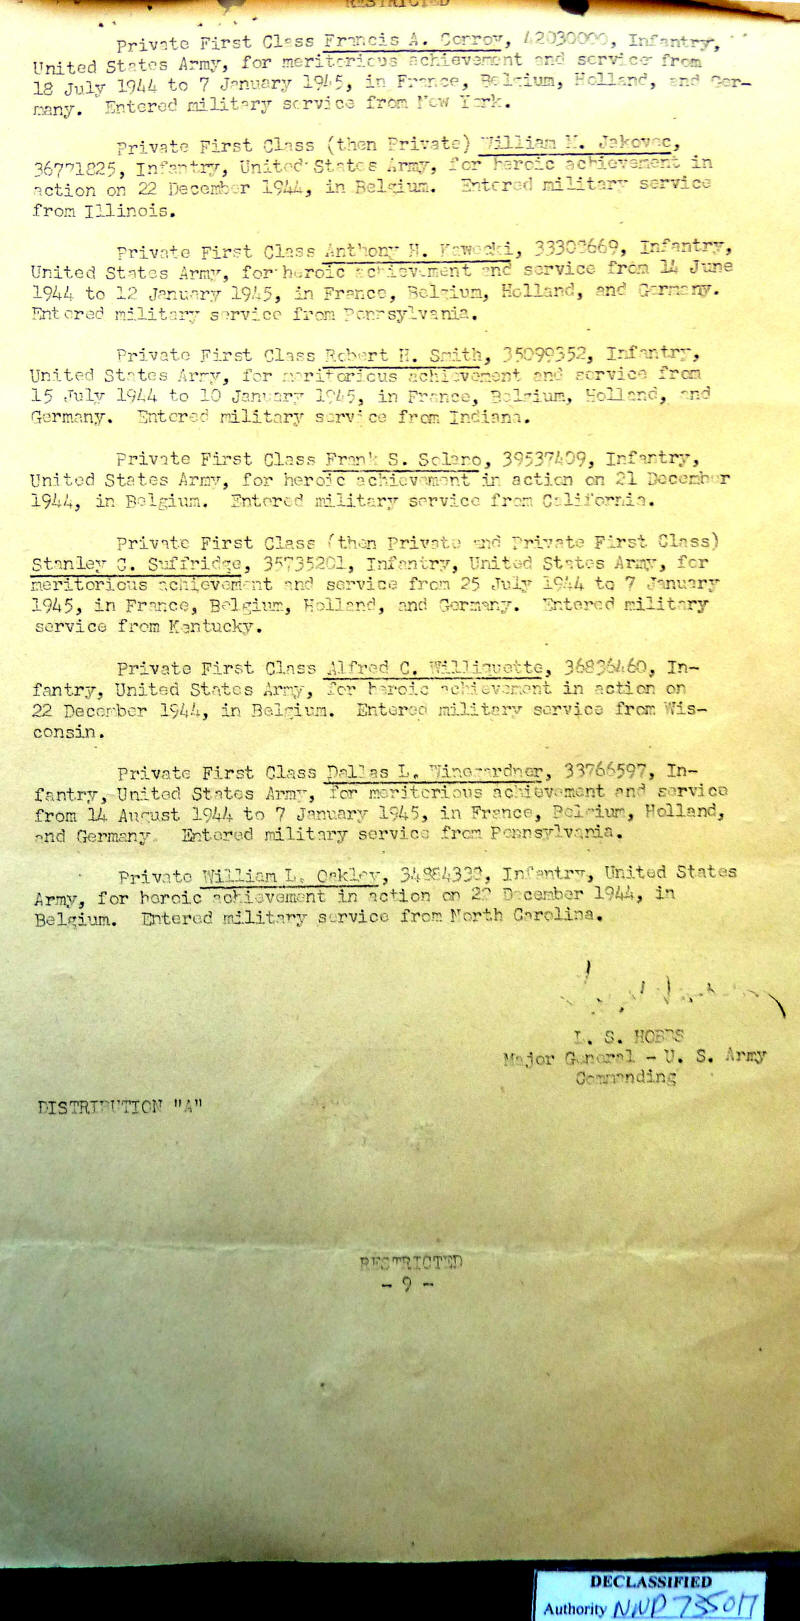 RESTRICTED
Private First Class Francis A. Conroy, Infantry,
United States Army, for meritorious achievement and service from
18 July 1944 to 7 January 1945, in France, Belgium, Holland, and Ger-
many. Entered military service from New York.
Private First Class (then Private) William M. Jakovec,
36771825, Infantry, United States Army, for heroic achievement in
action on 22 December 1944, in Belgium. Entered military service
from Illinois.
Private First Class Anthony H. Kawecki, Infantry,
United States Army, for heroic achievement and service from 14 June
1944 to 12 January 1945, in France, Belgium, Holland, and Germany.
Entered military service from Pennsylvania.
Private First Class Robert H. Smith, 35099352, Infantry,
United States Army, for meritorious achievement and service from
15 July 1944 to 10 January 1945, in France, Belgium, Holland, and
Germany. Entered military service from Indiana.
Private First Class Frank S. Solano, 39537409, Infantry,
United States Army, for heroic achievement in action on 21 December
1944, in Belgium. Entered military service from California.
Private First Class (then Private and Private First Class)
Stanley C. Suffridge, 35735201, Infantry, United States Army, for
meritorious achievement and service from 25 July 1944 to 7 January
1945, in France, Belgium, Holland, and Germany. Entered military
service from Kentucky.
Private First Class Alfred C. Williquette, 36836460, In-
fantry, United States Army, for heroic achievement in action on
22 December 1944, in Belgium. Entered military service from Wis-
consin.
Private First Class Dallas L. Winegardner, 33766597, In-
fantry, United States Army, for meritorious achievement and service
from 14 August 1944 to 7 January 1945, in France, Belgium, Holland,
and Germany. Entered military service from Pennsylvania.
Private William L. Oakley, Infantry, United States
Army, for heroic achievement in action on 22 December 1944, in
Belgium. Entered military service from North Carolina.
L. S. HOBBS
Major General - U. S. Army
Commanding
DISTRIBUTION "A"
RESTRICTED
- 9 -
DECLASSIFIED
Authority NND 735017